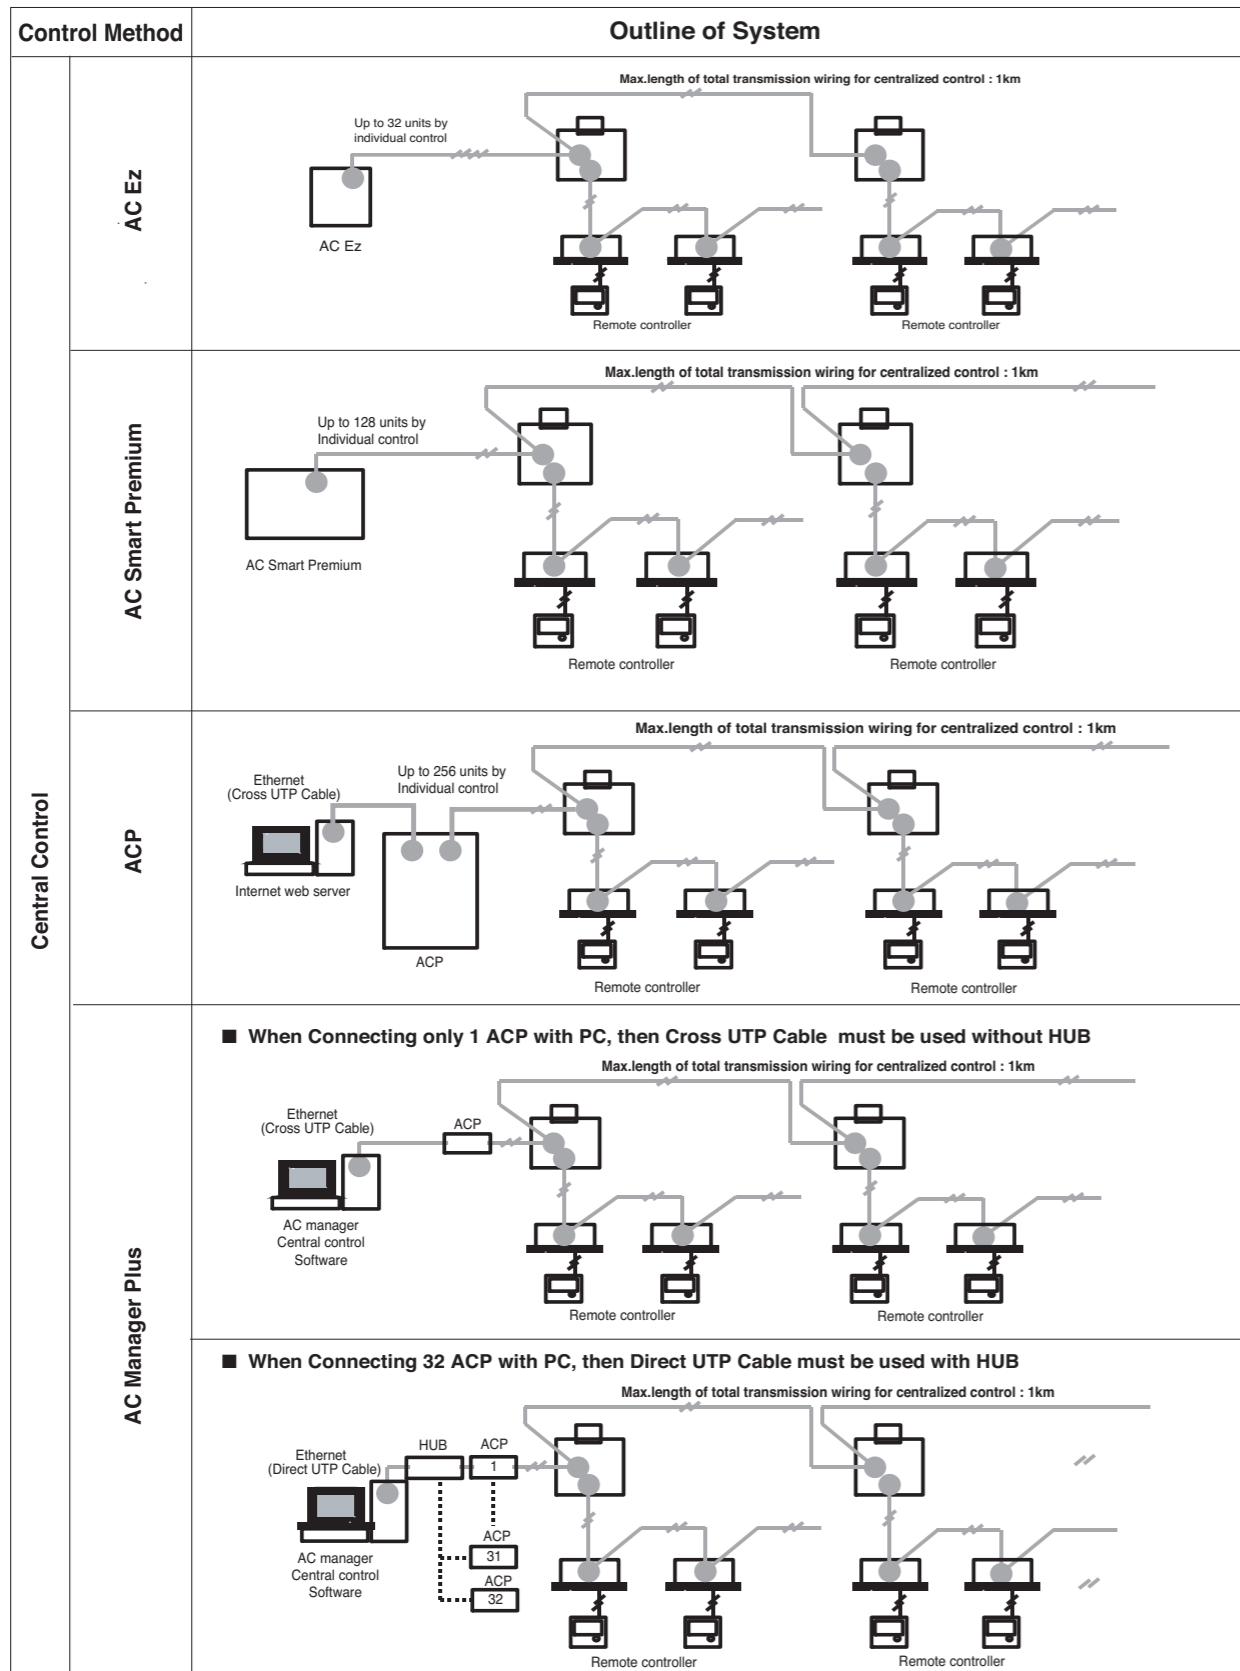 Control Method
Outline of System
Central Control
AC Ez
Max.length of total transmission wiring for centralized control : 1km
Up to 32 units by
individual control
AC Ez
Remote controller
Remote controller
AC Smart Premium
Max.length of total transmission wiring for centralized control : 1km
Up to 128 units by
Individual control
AC Smart Premium
Remote controller
Remote controller
ACP
Max.length of total transmission wiring for centralized control : 1km
Ethernet
(Cross UTP Cable)
Up to 256 units by
Individual control
Internet web server
ACP
Remote controller
Remote controller
AC Manager Plus
■ When Connecting only 1 ACP with PC, then Cross UTP Cable must be used without HUB
Max.length of total transmission wiring for centralized control : 1km
Ethernet
(Cross UTP Cable)
ACP
AC manager
Central control
Software
Remote controller
Remote controller
■ When Connecting 32 ACP with PC, then Direct UTP Cable must be used with HUB
Max.length of total transmission wiring for centralized control : 1km
Ethernet
(Direct UTP Cable)
HUB
ACP
1
ACP
31
ACP
32
AC manager
Central control
Software
Remote controller
Remote controller